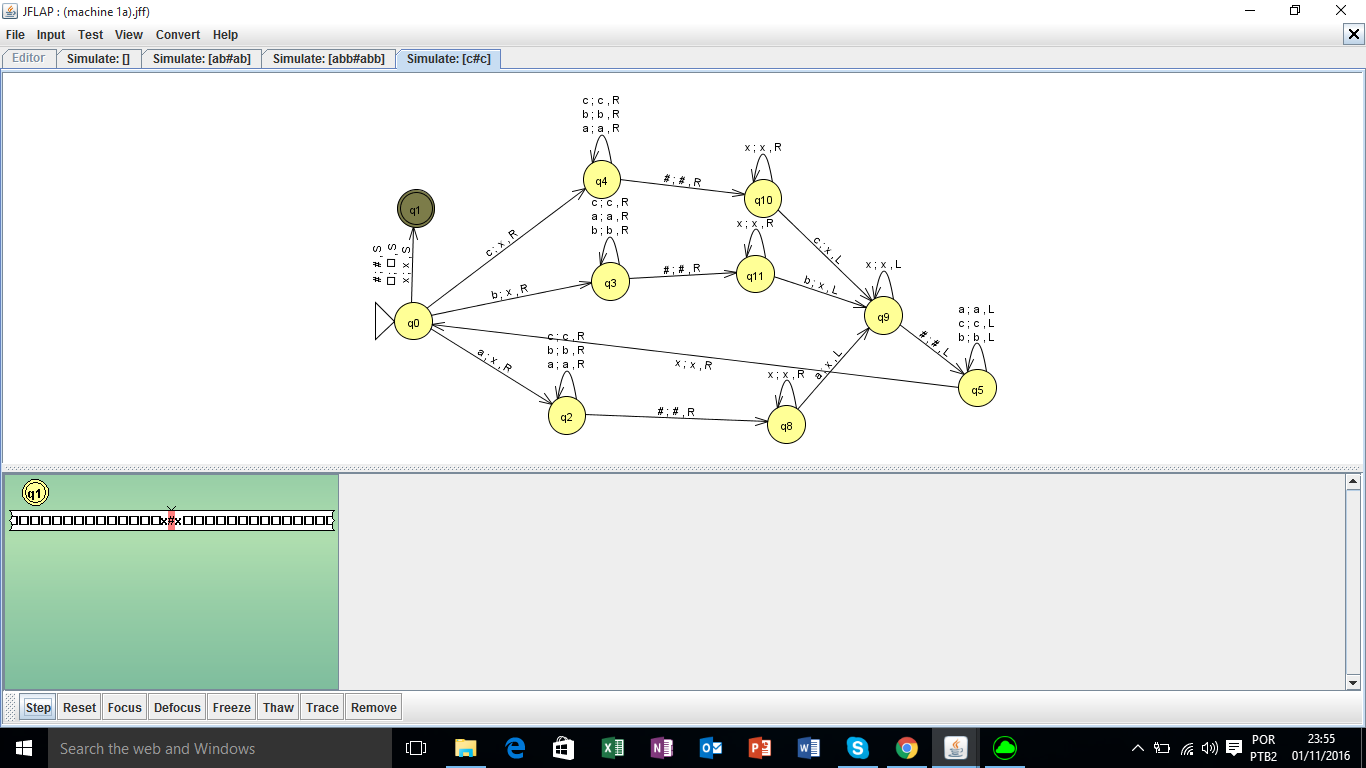 JFLAP : (machine 1a).jff)
File Input Test View Convert Help
Editor Simulate: [] Simulate: [ab#ab] Simulate: [abb#abb] Simulate: [c#c]
c ; c , R
b ; b , R
a ; a , R
q4
# ; # , R
x ; x , R
q10
q1
# ; # , S
□ ; □ , S
x ; x , S
c ; x , R
c ; c , R
a ; a , R
b ; b , R
q3
# ; # , R
x ; x , R
q11
c ; x , L
b ; x , R
b ; x , L
x ; x , L
q9
q0
# ; # , L
a ; a , L
c ; c , L
b ; b , L
q5
x ; x , R
a ; x , R
c ; c , R
b ; b , R
a ; a , R
q2
# ; # , R
x ; x , R
q8
a ; x , L
q1
□□□□□□□□□□□□□□x#x□□□□□□□□□□□□□□
Step Reset Focus Defocus Freeze Thaw Trace Remove
Search the web and Windows
POR
PTB2
23:55
01/11/2016